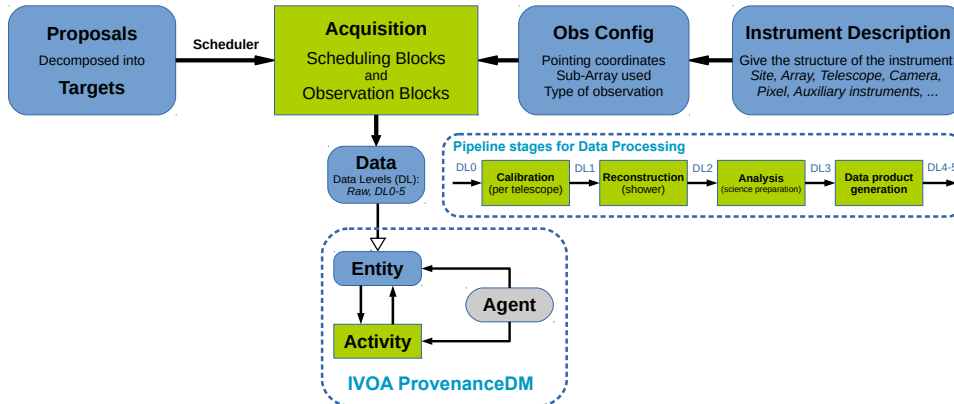 Proposals
Decomposed into
Targets
Scheduler
Acquisition
Scheduling Blocks
and
Observation Blocks
Obs Config
Pointing coordinates
Sub-Array used
Type of observation
Instrument Description
Give the structure of the instrument:
Site, Array, Telescope, Camera,
Pixel, Auxiliary instruments, ...
Data
Data Levels (DL):
Raw, DL0-5
Pipeline stages for Data Processing
DL0
Calibration
(per telescope)
DL1
Reconstruction
(shower)
DL2
Analysis
(science preparation)
DL3
Data product
generation
DL4-5
Entity
Agent
Activity
IVOA ProvenanceDM